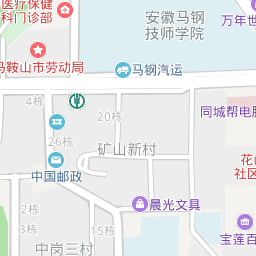 医疗保健
科门诊部
安徽马钢
技师学院
万年世
马鞍山市劳动局
马钢汽运
4栋
20栋
同城帮电脑
26栋
矿山新村
中国邮政
花山
社区
15栋
晨光文具
中岗三村
宝莲百